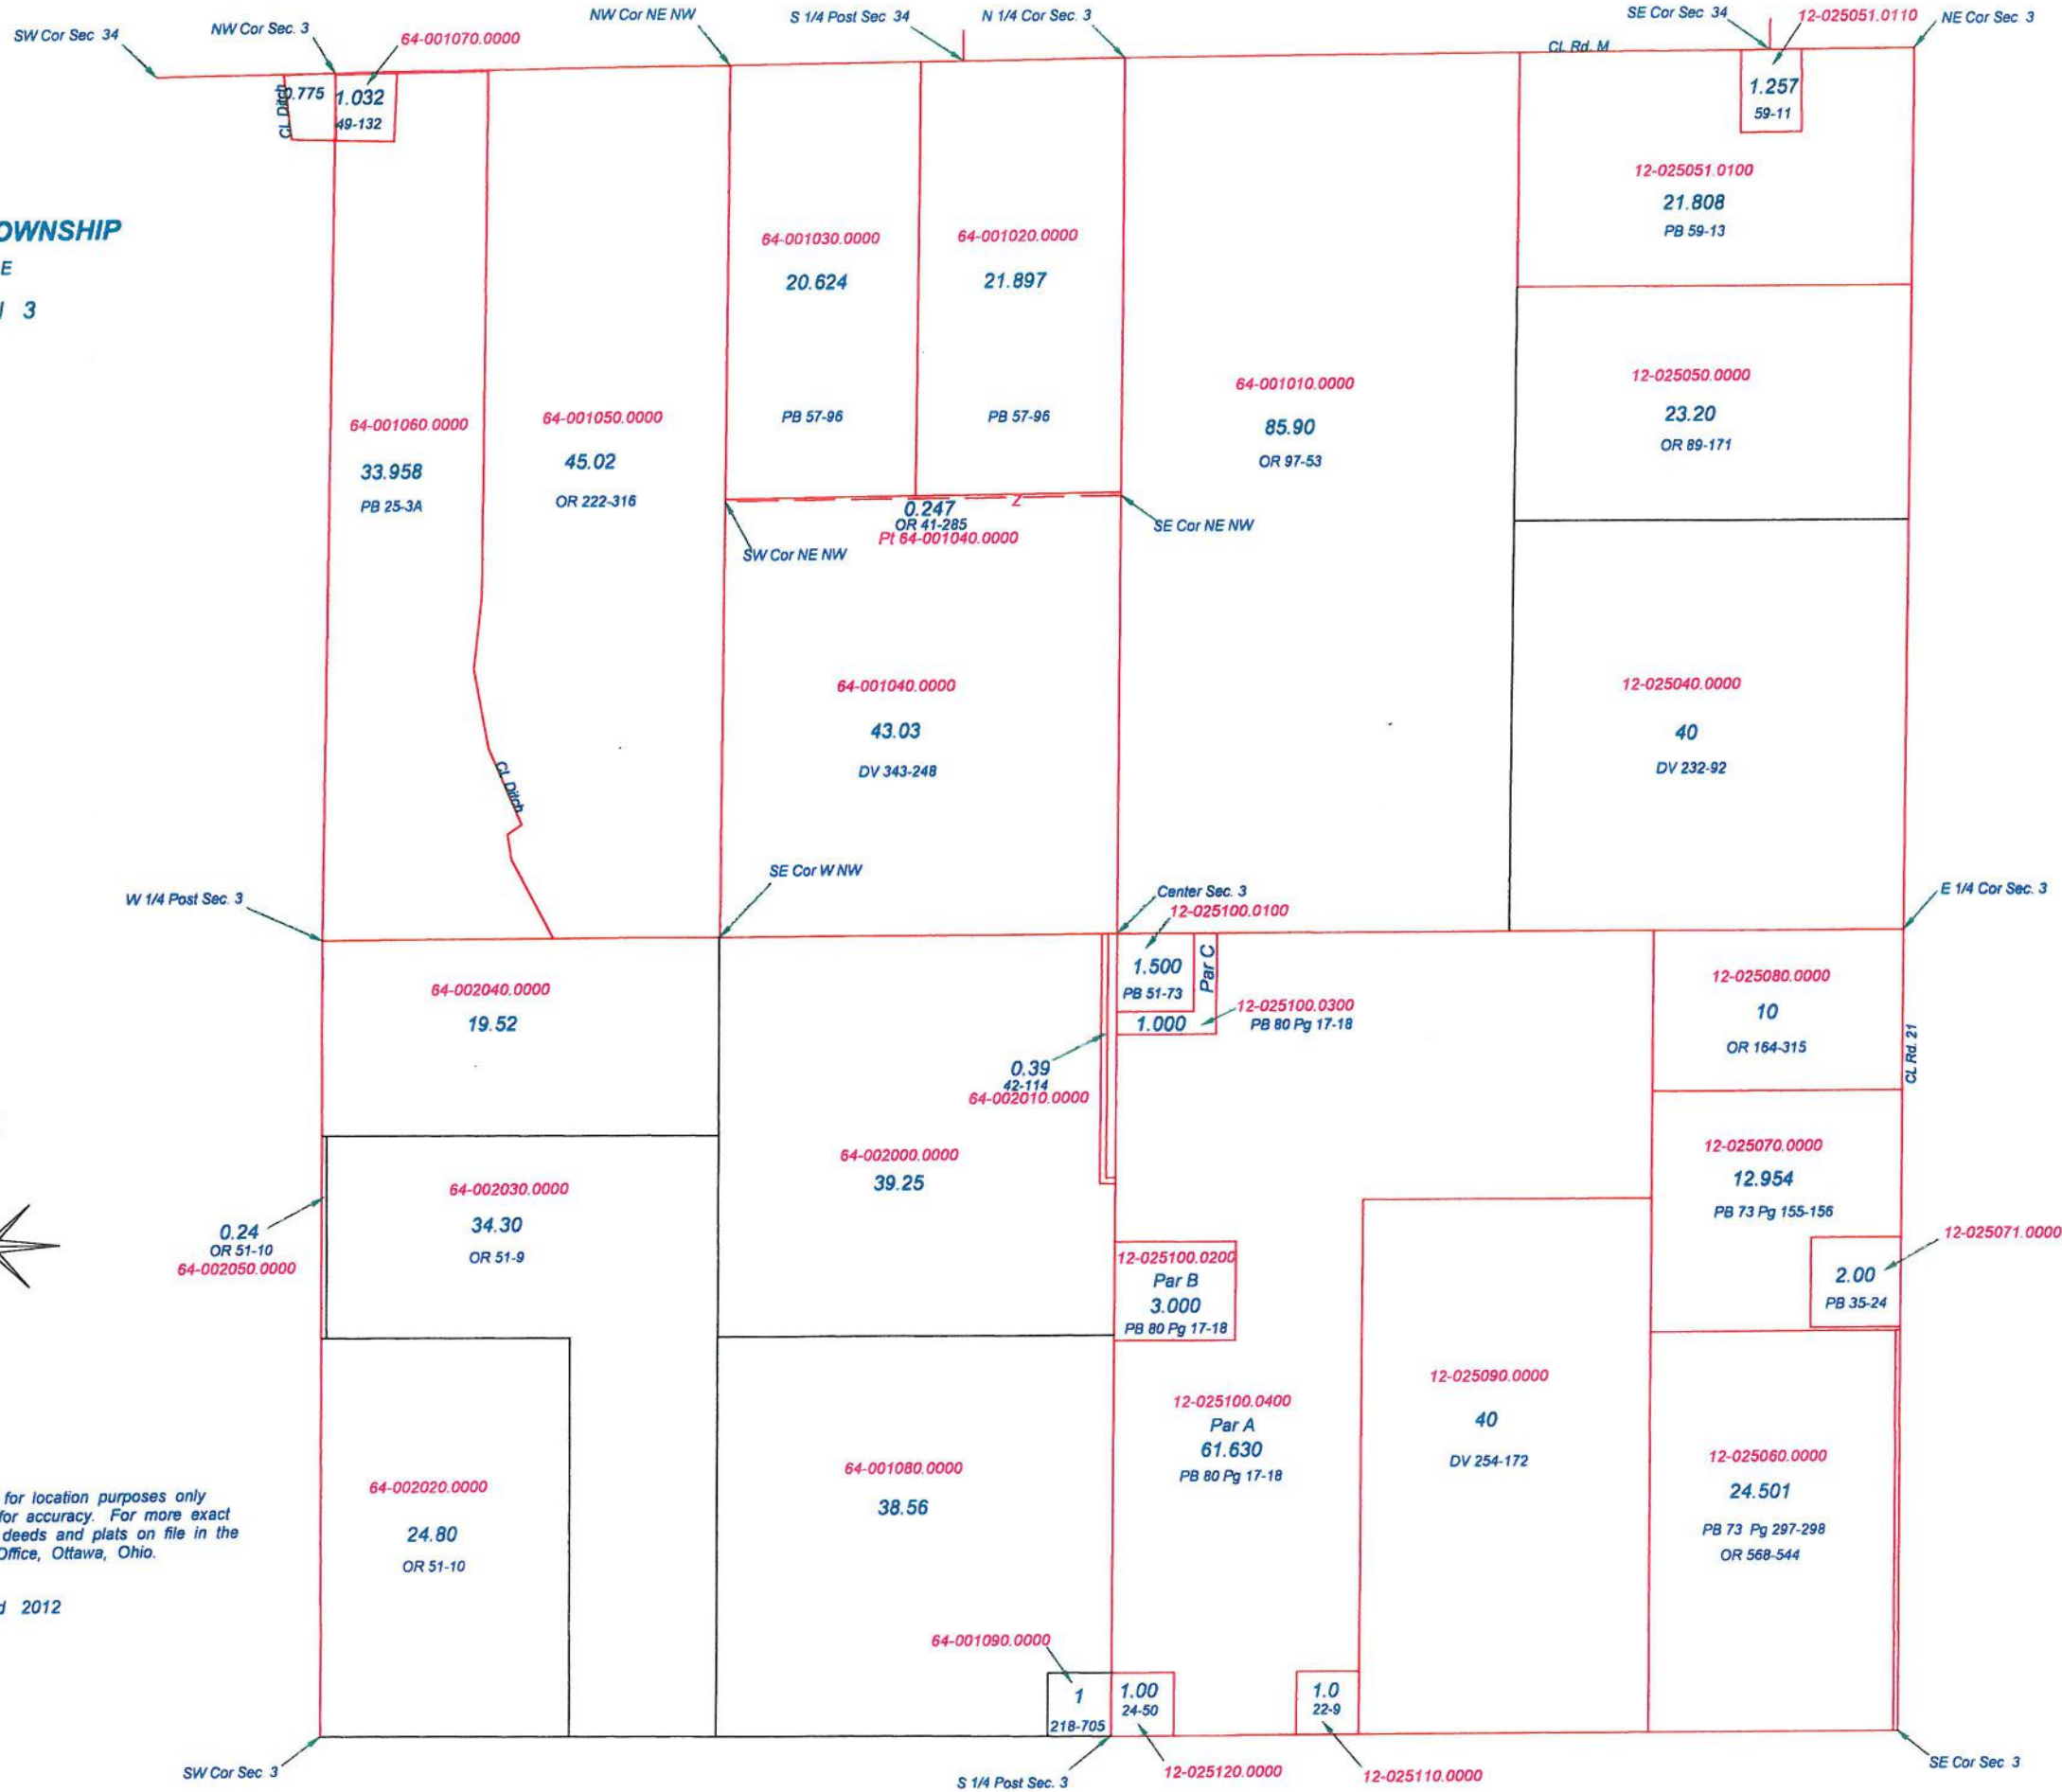 SW Cor Sec 34
NW Cor Sec. 3
64-001070.0000
NW Cor NE NW
S 1/4 Post Sec 34
N 1/4 Cor Sec. 3
CL Rd. M
SE Cor Sec 34
12-025051.0110
NE Cor Sec 3
CL Ditch
0.775
1.032
49-132
1.257
59-11
OWNSHIP
E
3
64-001030.0000
20.624
PB 57-96
64-001020.0000
21.897
PB 57-96
12-025051.0100
21.808
PB 59-13
64-001060.0000
33.958
PB 25-3A
64-001050.0000
45.02
OR 222-316
64-001010.0000
85.90
OR 97-53
12-025050.0000
23.20
OR 89-171
Z
0.247
OR 41-285
Pt 64-001040.0000
SW Cor NE NW
SE Cor NE NW
64-001040.0000
43.03
DV 343-248
12-025040.0000
40
DV 232-92
CL Ditch
W 1/4 Post Sec. 3
SE Cor W NW
Center Sec. 3
12-025100.0100
E 1/4 Cor Sec. 3
1.500
PB 51-73
Par C
1.000
12-025100.0300
PB 80 Pg 17-18
64-002040.0000
19.52
0.39
42-114
64-002010.0000
12-025080.0000
10
OR 164-315
CL Rd. 21
64-002000.0000
39.25
12-025070.0000
12.954
PB 73 Pg 155-156
64-002030.0000
34.30
OR 51-9
0.24
OR 51-10
64-002050.0000
12-025100.0200
Par B
3.000
PB 80 Pg 17-18
12-025071.0000
2.00
PB 35-24
12-025100.0400
Par A
61.630
PB 80 Pg 17-18
12-025090.0000
40
DV 254-172
12-025060.0000
24.501
PB 73 Pg 297-298
OR 568-544
64-002020.0000
24.80
OR 51-10
64-001080.0000
38.56
for location purposes only
for accuracy. For more exact
deeds and plats on file in the
Office, Ottawa, Ohio.
2012
64-001090.0000
1
218-705
1.00
24-50
1.0
22-9
SW Cor Sec 3
S 1/4 Post Sec. 3
12-025120.0000
12-025110.0000
SE Cor Sec. 3